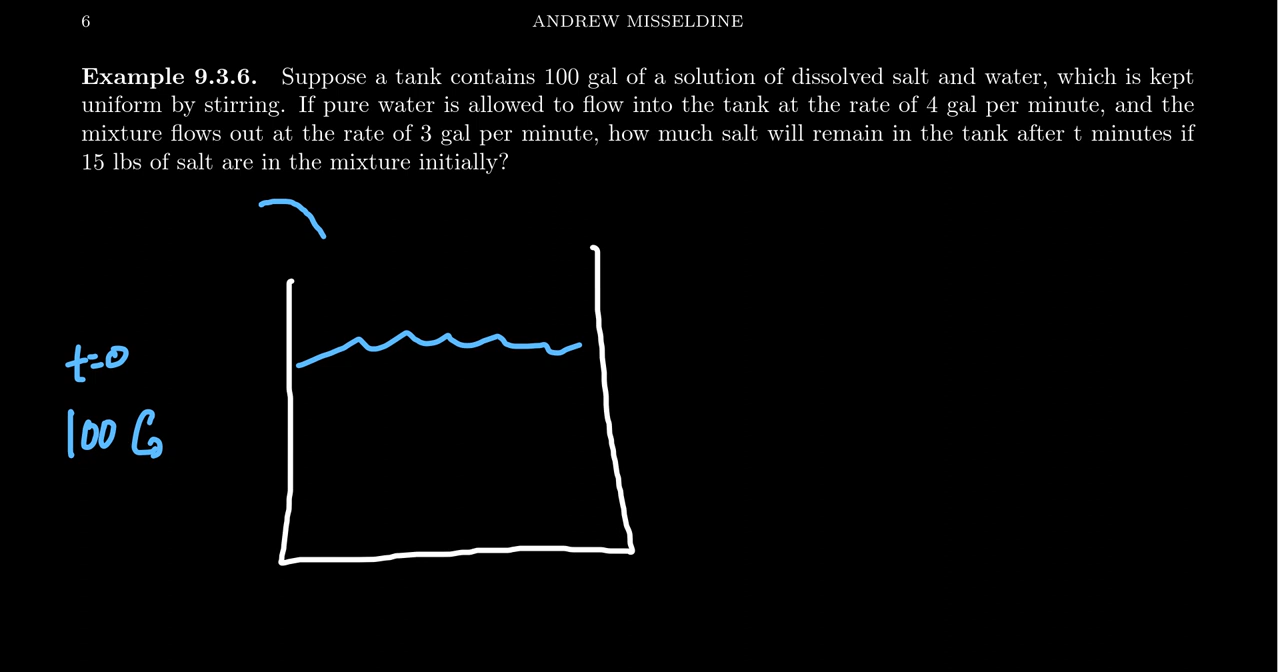 6 ANDREW MISSELDINE
Example 9.3.6. Suppose a tank contains 100 gal of a solution of dissolved salt and water, which is kept
uniform by stirring. If pure water is allowed to flow into the tank at the rate of 4 gal per minute, and the
mixture flows out at the rate of 3 gal per minute, how much salt will remain in the tank after t minutes if
15 lbs of salt are in the mixture initially?
t=0
100 G